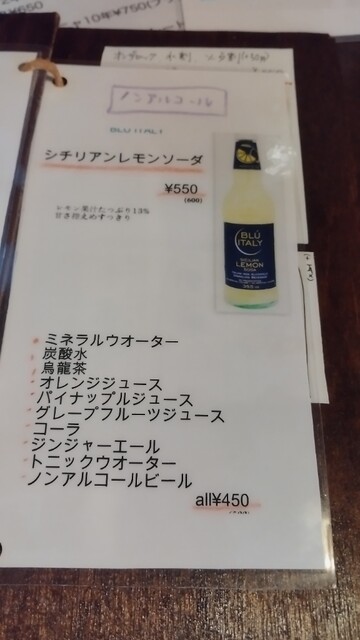 ノンアルコール
BLU ITALY
シチリアンレモンソーダ
¥550
(600)
レモン果汁たっぷり13%
甘さ控えめすっきり
BLÙ
ITALY
SICILIAN
LEMON
SODA
ミネラルウオーター
炭酸水
烏龍茶
オレンジジュース
パイナップルジュース
グレープフルーツジュース
コーラ
ジンジャーエール
トニックウオーター
ノンアルコールビール
all¥450